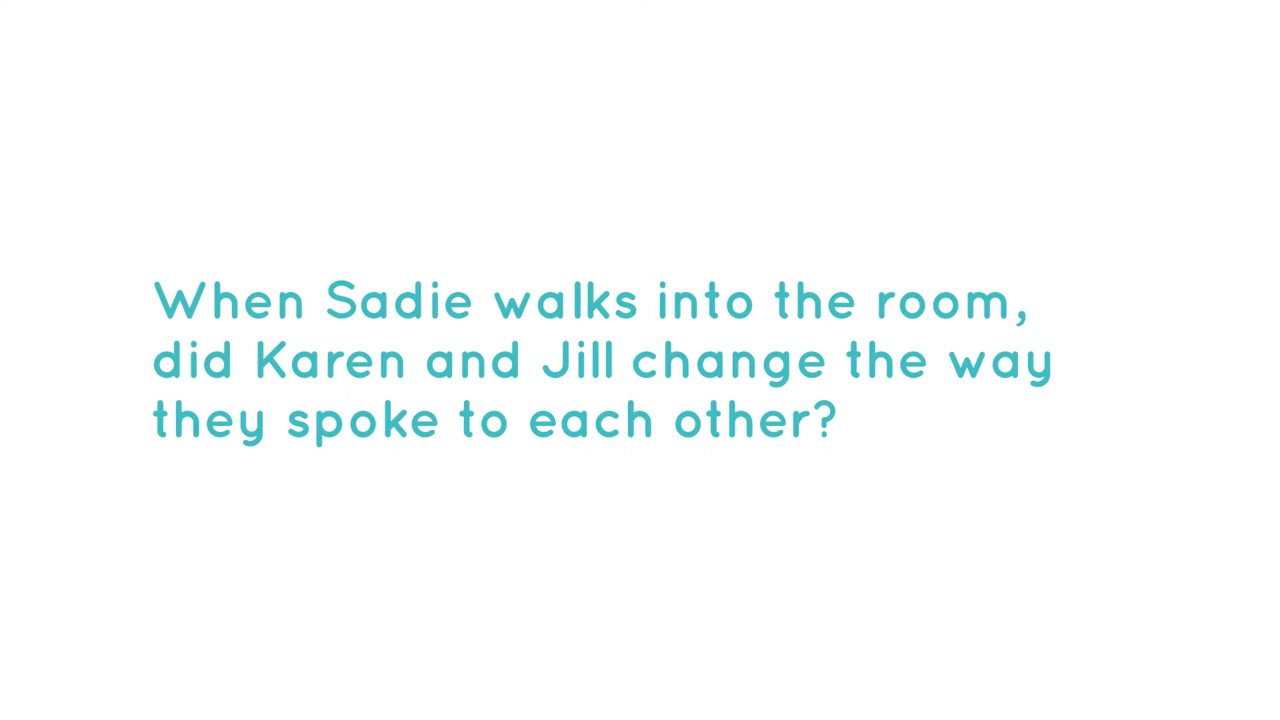 When Sadie walks into the room,
did Karen and Jill change the way
they spoke to each other?